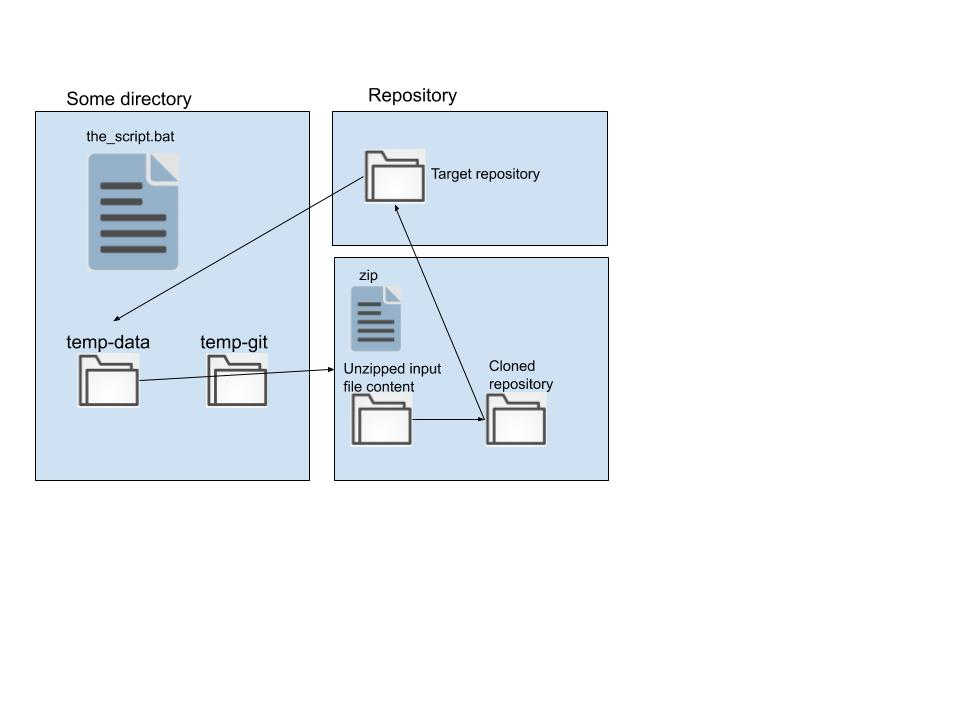 Some directory
the_script.bat
temp-data
temp-git
Repository
Target repository
zip
Unzipped input
file content
Cloned
repository